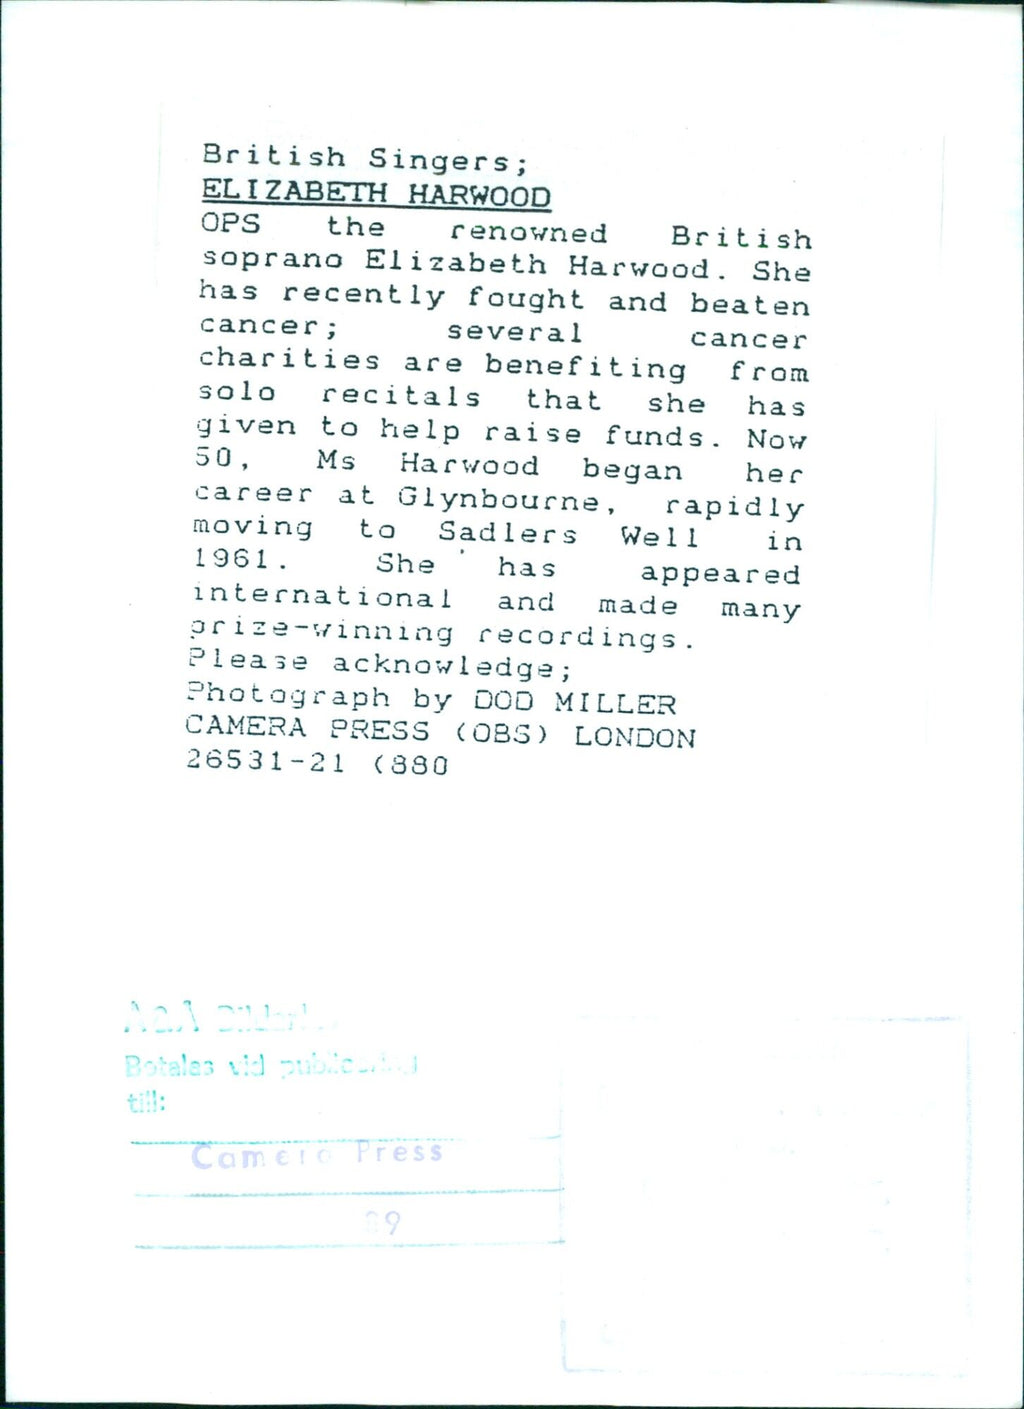 British Singers;
ELIZABETH HARWOOD
OPS the renowned British
soprano Elizabeth Harwood. She
has recently fought and beaten
cancer; several cancer
charities are benefiting from
solo recitals that she has
given to help raise funds. Now
50, Ms Harwood began her
career at Glynbourne, rapidly
moving to Sadlers Well in
1961. She has appeared
international and made many
prize-winning recordings.
Please acknowledge;
Photograph by DOD MILLER
CAMERA PRESS (OBS) LONDON
26531-21 (880
Betales vid publicering
till:
Camera Press